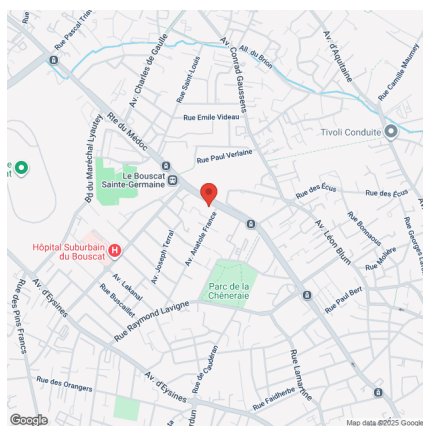 Rue Pascal Tria
Av. Charles de Gaulle
Rue Saint-Louis
Av. Conrad Gaussens
All. du Brion
Av. d'Aquitaine
Rue Camille Maumey
Rte du Médoc
Rue Emile Videau
Tivoli Conduite
Bd du Maréchal Lyautey
Rue Paul Verlaine
Le Bouscat
Sainte-Germaine
Rue des Écus
Rue des Écus
Hôpital Suburbain
du Bouscat
Av. Joseph Terral
Av. Anatole France
Av. Léon Blum
Rue Bonnaous
Rue Molière
Rue Georges
Av. Lakanal
Rue Buscaillet
Av. d'Eysines
Parc de la
Chêneraie
Rue Paul Bert
Rue des Pins Francs
Rue Raymond Lavigne
Rue Lamartine
Rue de Caudéran
Rue des Orangers
Av. d'Eysines
Rue Faidherbe
Google
Map data ©2025 Google